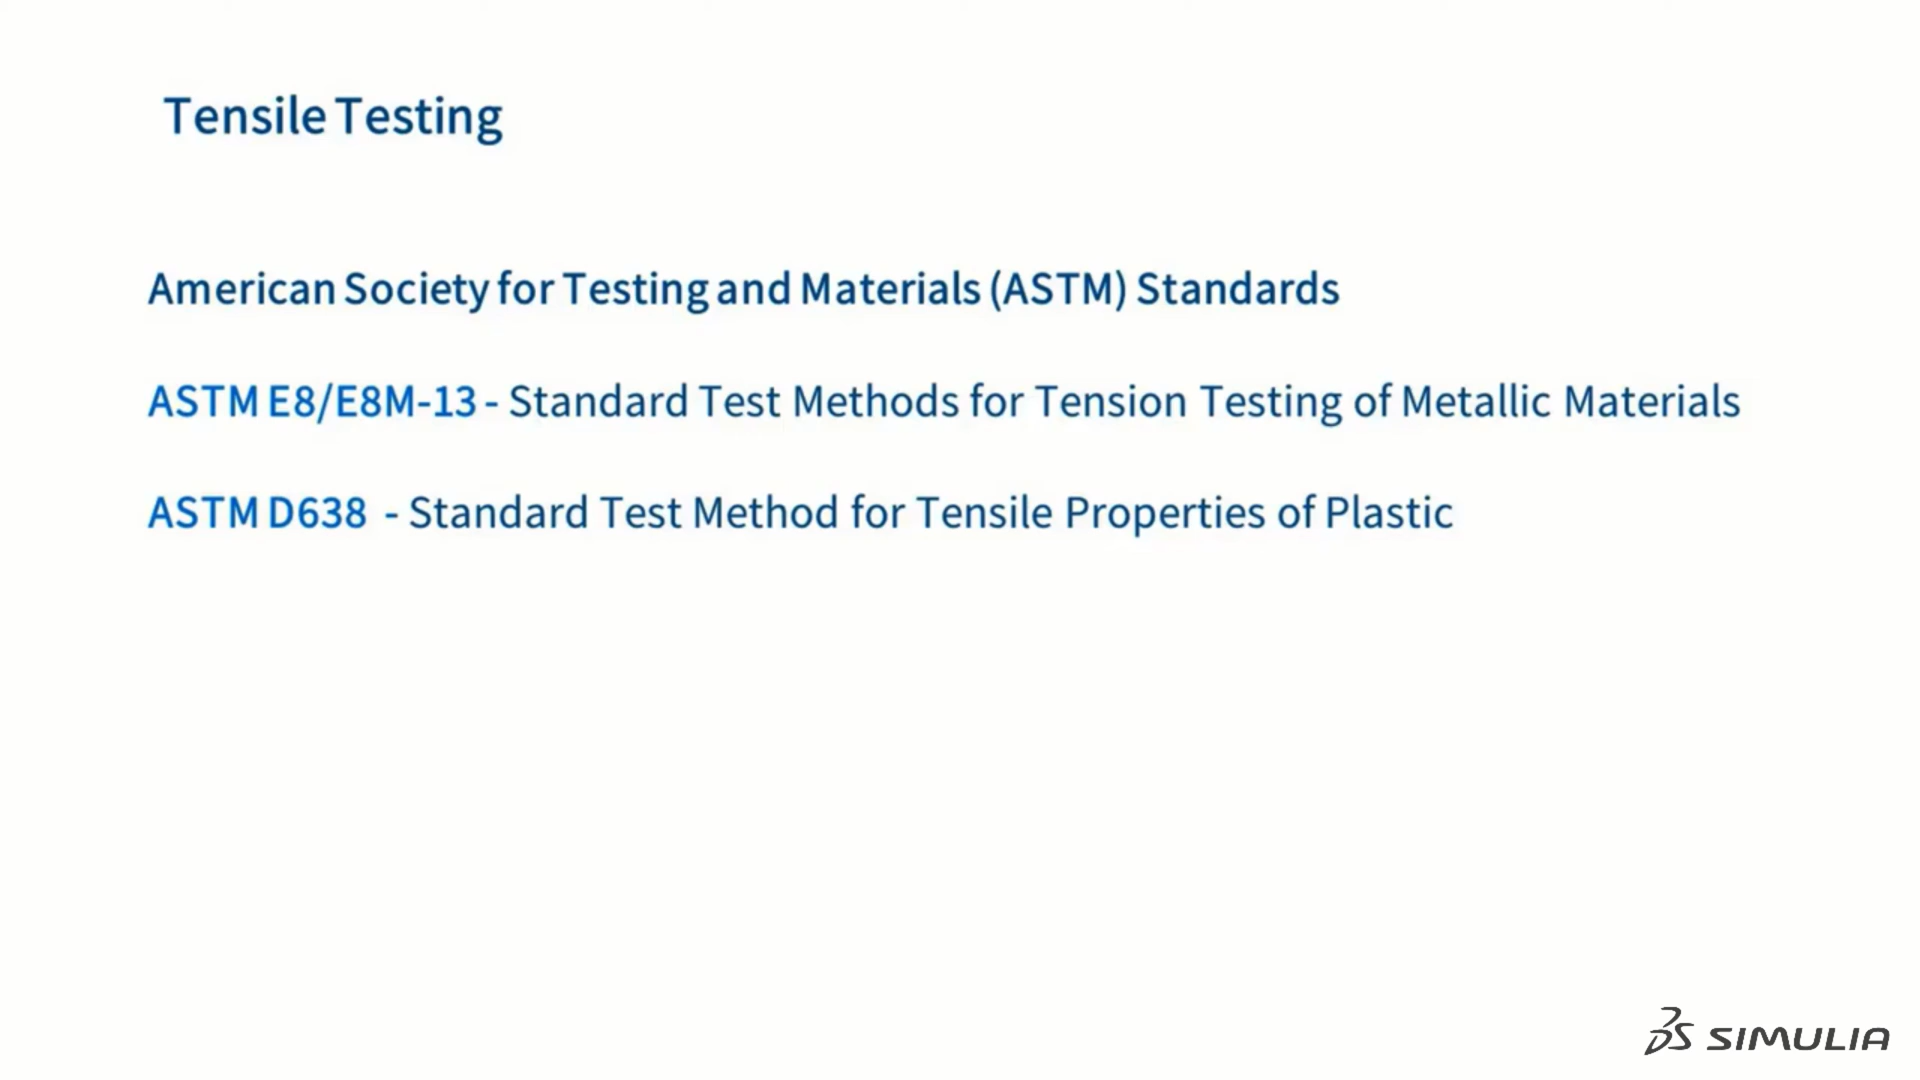 Tensile Testing
American Society for Testing and Materials (ASTM) Standards
ASTM E8/E8M-13 - Standard Test Methods for Tension Testing of Metallic Materials
ASTM D638 - Standard Test Method for Tensile Properties of Plastic
3DS SIMULIA